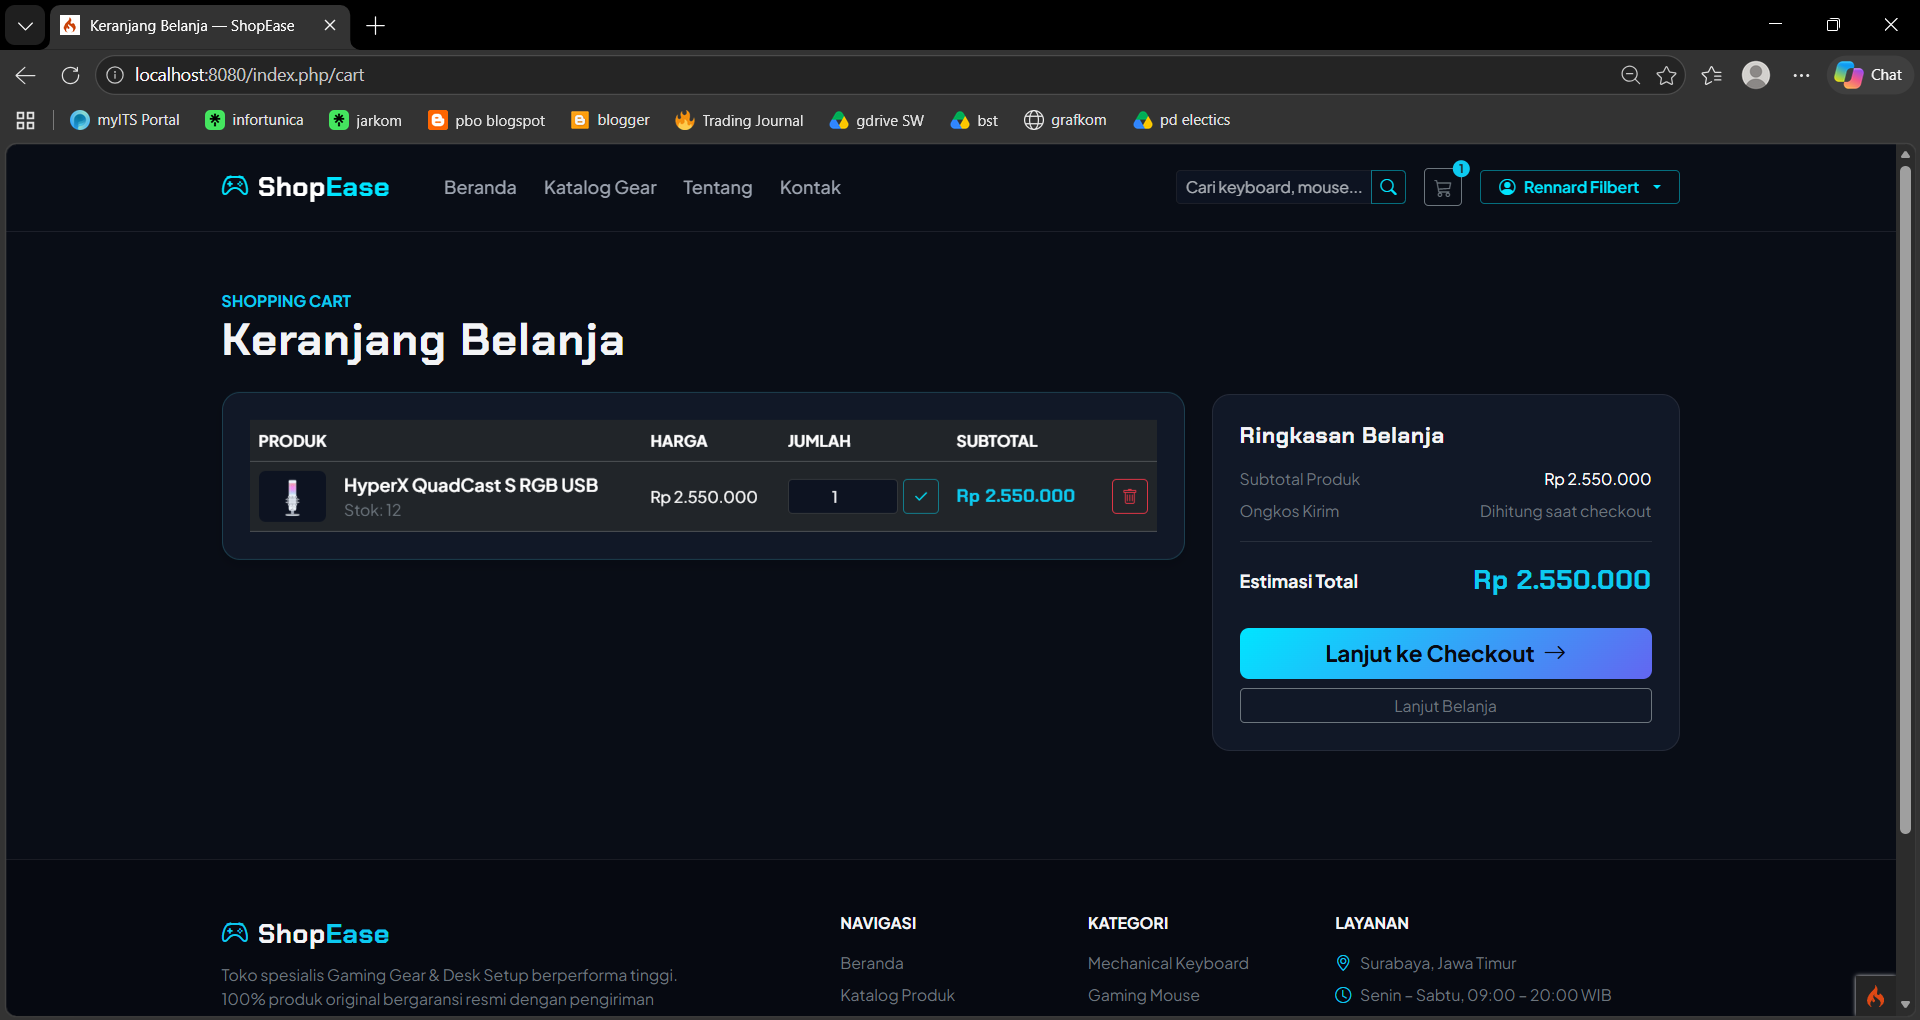 Keranjang Belanja — ShopEase
localhost:8080/index.php/cart
Chat
myITS Portal
infortunica
jarkom
pbo blogspot
blogger
Trading Journal
gdrive SW
bst
grafkom
pd electics
ShopEase
Beranda
Katalog Gear
Tentang
Kontak
Cari keyboard, mouse...
1
Rennard Filbert
SHOPPING CART
Keranjang Belanja
PRODUK HARGA JUMLAH SUBTOTAL
HyperX QuadCast S RGB USB
Stok: 12
Rp 2.550.000
1
Rp 2.550.000
Ringkasan Belanja
Subtotal Produk Rp 2.550.000
Ongkos Kirim Dihitung saat checkout
Estimasi Total Rp 2.550.000
Lanjut ke Checkout →
Lanjut Belanja
ShopEase
Toko spesialis Gaming Gear & Desk Setup berperforma tinggi.
100% produk original bergaransi resmi dengan pengiriman
NAVIGASI
Beranda
Katalog Produk
KATEGORI
Mechanical Keyboard
Gaming Mouse
LAYANAN
Surabaya, Jawa Timur
Senin – Sabtu, 09:00 – 20:00 WIB